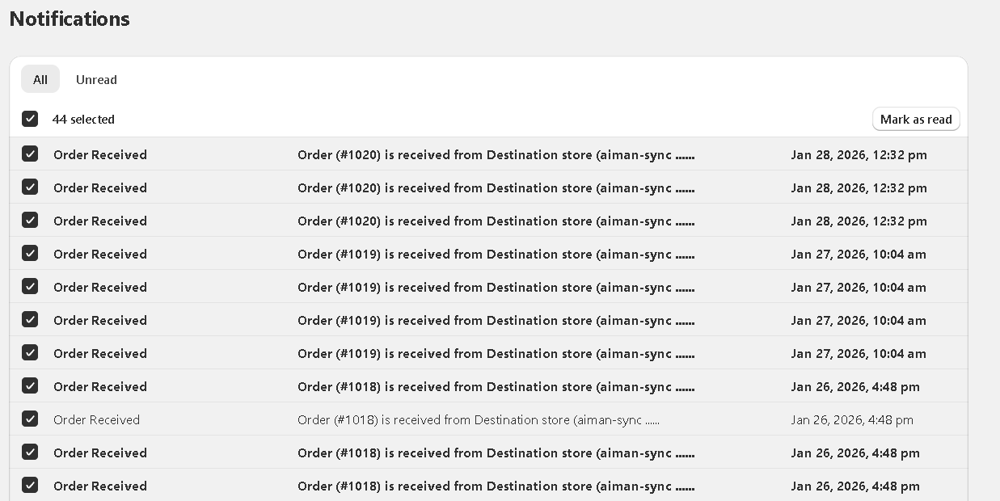 Notifications
All Unread
44 selected Mark as read
Order Received Order (#1020) is received from Destination store (aiman-sync ...... Jan 28, 2026, 12:32 pm
Order Received Order (#1020) is received from Destination store (aiman-sync ...... Jan 28, 2026, 12:32 pm
Order Received Order (#1020) is received from Destination store (aiman-sync ...... Jan 28, 2026, 12:32 pm
Order Received Order (#1019) is received from Destination store (aiman-sync ...... Jan 27, 2026, 10:04 am
Order Received Order (#1019) is received from Destination store (aiman-sync ...... Jan 27, 2026, 10:04 am
Order Received Order (#1019) is received from Destination store (aiman-sync ...... Jan 27, 2026, 10:04 am
Order Received Order (#1019) is received from Destination store (aiman-sync ...... Jan 27, 2026, 10:04 am
Order Received Order (#1018) is received from Destination store (aiman-sync ...... Jan 26, 2026, 4:48 pm
Order Received Order (#1018) is received from Destination store (aiman-sync ...... Jan 26, 2026, 4:48 pm
Order Received Order (#1018) is received from Destination store (aiman-sync ...... Jan 26, 2026, 4:48 pm
Order Received Order (#1018) is received from Destination store (aiman-sync ...... Jan 26, 2026, 4:48 pm